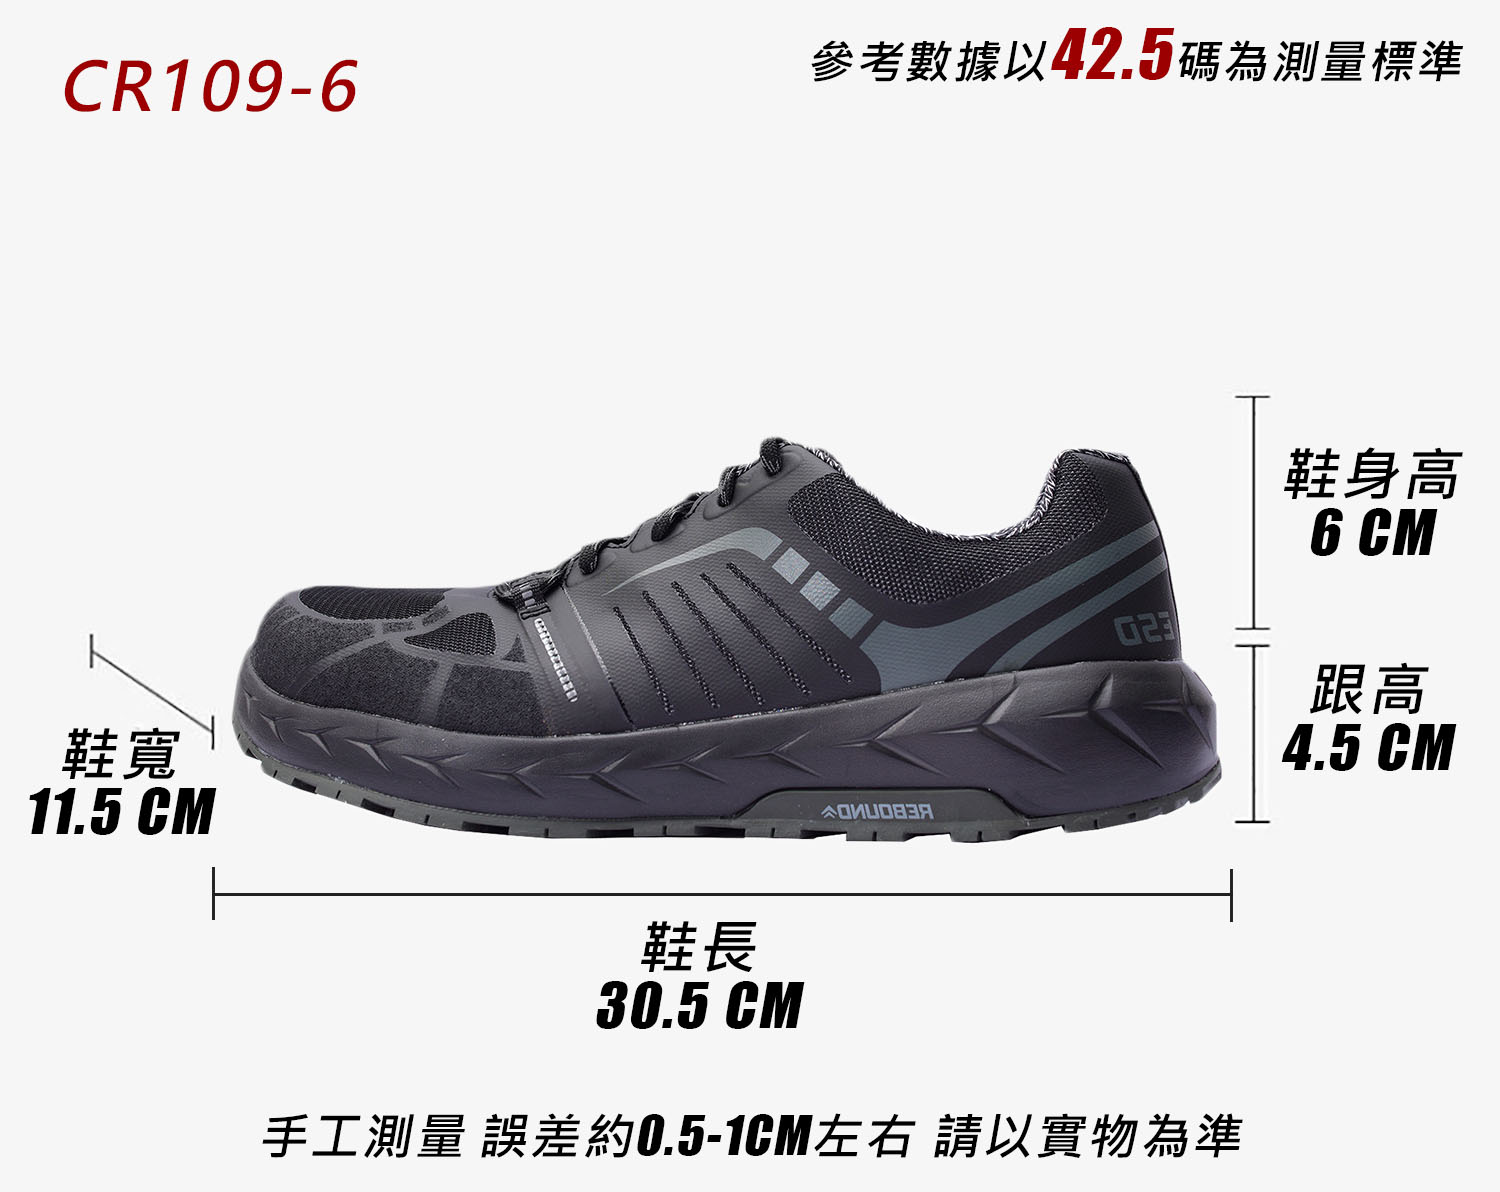 CR109-6
參考數據以42.5碼為測量標準
鞋身高
6 CM
跟高
4.5 CM
鞋寬
11.5 CM
REBOUND
鞋長
30.5 CM
手工測量 誤差約0.5-1CM左右 請以實物為準